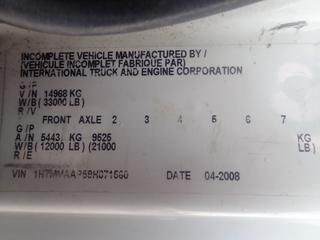 INCOMPLETE VEHICLE MANUFACTURED BY /
(VEHICULE INCOMPLET FABRIQUE PAR)
INTERNATIONAL TRUCK AND ENGINE CORPORATION
G/P
V/N 14968 KG
W/B( 33000 LB)
R/V
FRONT AXLE 2 3 4 5 6 7
G/P
A/N 5443 KG 9525 KG
W/B(12000 LB) (21000 LB)
R/E
VIN DATE 04-2008